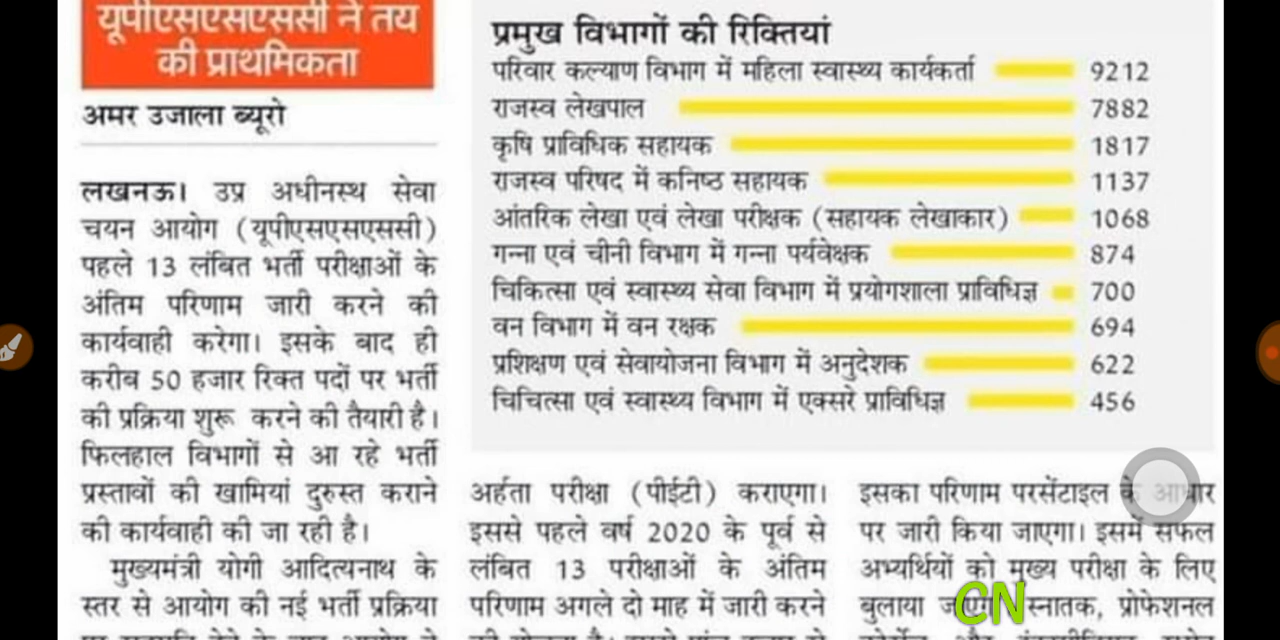 यूपीएसएसएससी ने तय
की प्राथमिकता
अमर उजाला ब्यूरो
लखनऊ। उप्र अधीनस्थ सेवा
चयन आयोग (यूपीएसएसएससी)
पहले 13 लंबित भर्ती परीक्षाओं के
अंतिम परिणाम जारी करने की
कार्यवाही करेगा। इसके बाद ही
करीब 50 हजार रिक्त पदों पर भर्ती
की प्रक्रिया शुरू करने की तैयारी है।
फिलहाल विभागों से आ रहे भर्ती
प्रस्तावों की खामियां दुरुस्त कराने
की कार्यवाही की जा रही है।
मुख्यमंत्री योगी आदित्यनाथ के
स्तर से आयोग की नई भर्ती प्रक्रिया
प्रमुख विभागों की रिक्तियां
परिवार कल्याण विभाग में महिला स्वास्थ्य कार्यकर्ता 9212
राजस्व लेखपाल 7882
कृषि प्राविधिक सहायक 1817
राजस्व परिषद में कनिष्ठ सहायक 1137
आंतरिक लेखा एवं लेखा परीक्षक (सहायक लेखाकार) 1068
गन्ना एवं चीनी विभाग में गन्ना पर्यवेक्षक 874
चिकित्सा एवं स्वास्थ्य सेवा विभाग में प्रयोगशाला प्राविधिज्ञ 700
वन विभाग में वन रक्षक 694
प्रशिक्षण एवं सेवायोजना विभाग में अनुदेशक 622
चिचित्सा एवं स्वास्थ्य विभाग में एक्सरे प्राविधिज्ञ 456
अर्हता परीक्षा (पीईटी) कराएगा।
इससे पहले वर्ष 2020 के पूर्व से
लंबित 13 परीक्षाओं के अंतिम
परिणाम अगले दो माह में जारी करने
इसका परिणाम परसेंटाइल के आधार
पर जारी किया जाएगा। इसमें सफल
अभ्यर्थियों को मुख्य परीक्षा के लिए
बुलाया स्नातक, प्रोफेशनल
CN